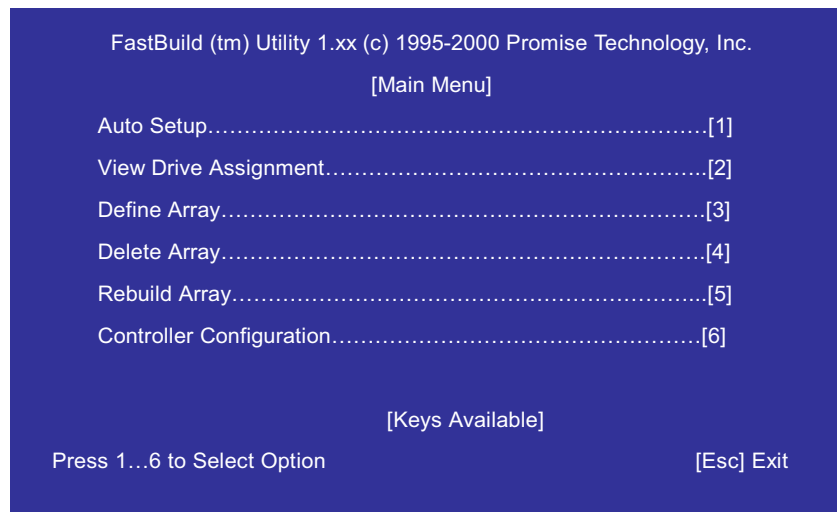 FastBuild (tm) Utility 1.xx (c) 1995-2000 Promise Technology, Inc.
[Main Menu]
Auto Setup…………………………………………………………….[1]
View Drive Assignment……………………………………………...[2]
Define Array………………………………………………………….[3]
Delete Array………………………………………………………….[4]
Rebuild Array………………………………………………………...[5]
Controller Configuration……………………………………………[6]
[Keys Available]
Press 1…6 to Select Option [Esc] Exit